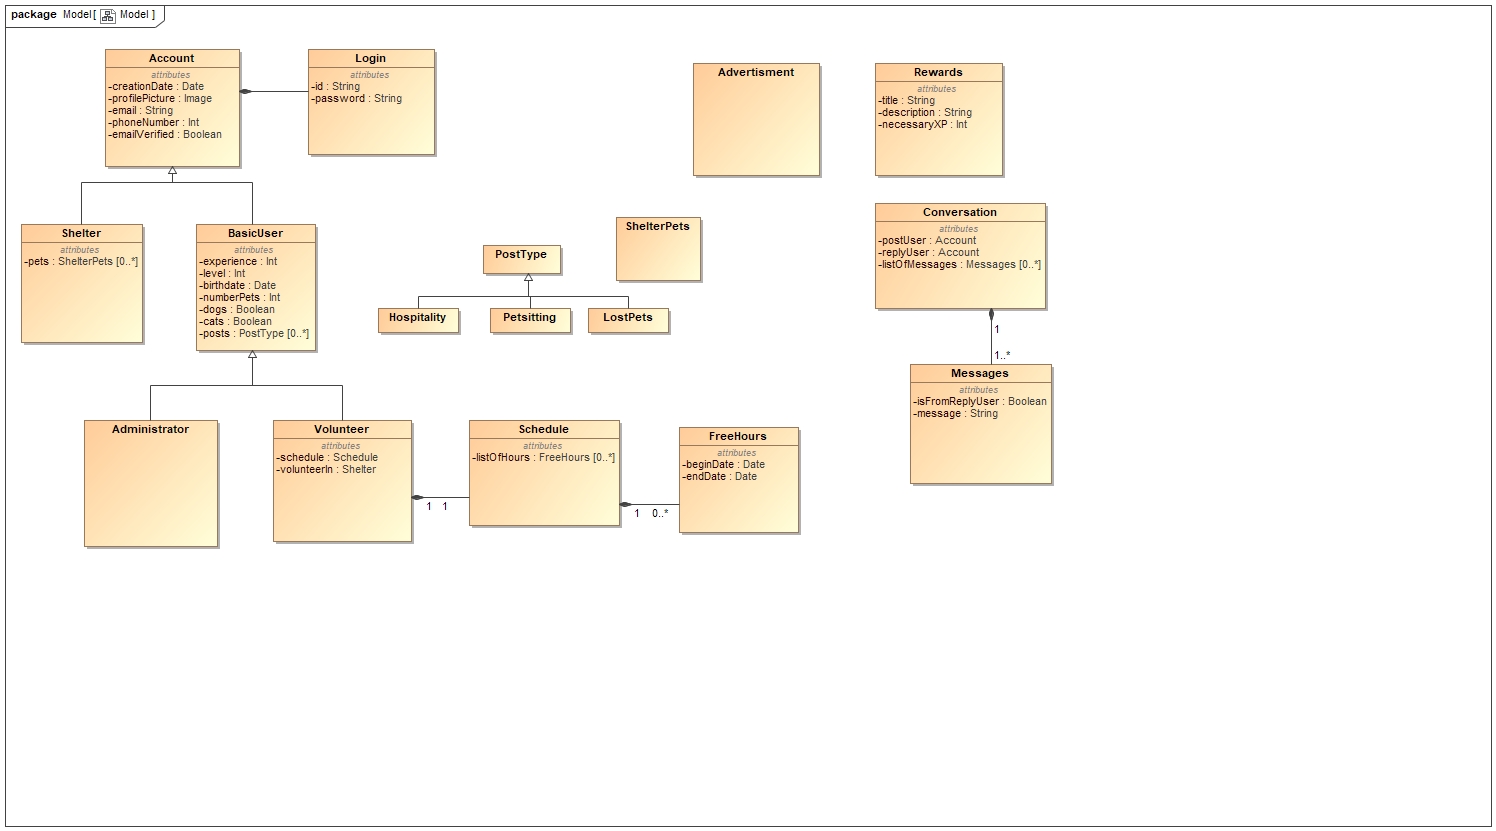 package Model[ Model ]
Account
attributes
-creationDate : Date
-profilePicture : Image
-email : String
-phoneNumber : Int
-emailVerified : Boolean
Login
attributes
-id : String
-password : String
Advertisment
Rewards
attributes
-title : String
-description : String
-necessaryXP : Int
Shelter
attributes
-pets : ShelterPets [0..*]
BasicUser
attributes
-experience : Int
-level : Int
-birthdate : Date
-numberPets : Int
-dogs : Boolean
-cats : Boolean
-posts : PostType [0..*]
PostType
ShelterPets
Hospitality
Petsitting
LostPets
Conversation
attributes
-postUser : Account
-replyUser : Account
-listOfMessages : Messages [0..*]
1
1..*
Messages
attributes
-isFromReplyUser : Boolean
-message : String
Administrator
Volunteer
attributes
-schedule : Schedule
-volunteerIn : Shelter
1 1
Schedule
attributes
-listOfHours : FreeHours [0..*]
1 0..*
FreeHours
attributes
-beginDate : Date
-endDate : Date